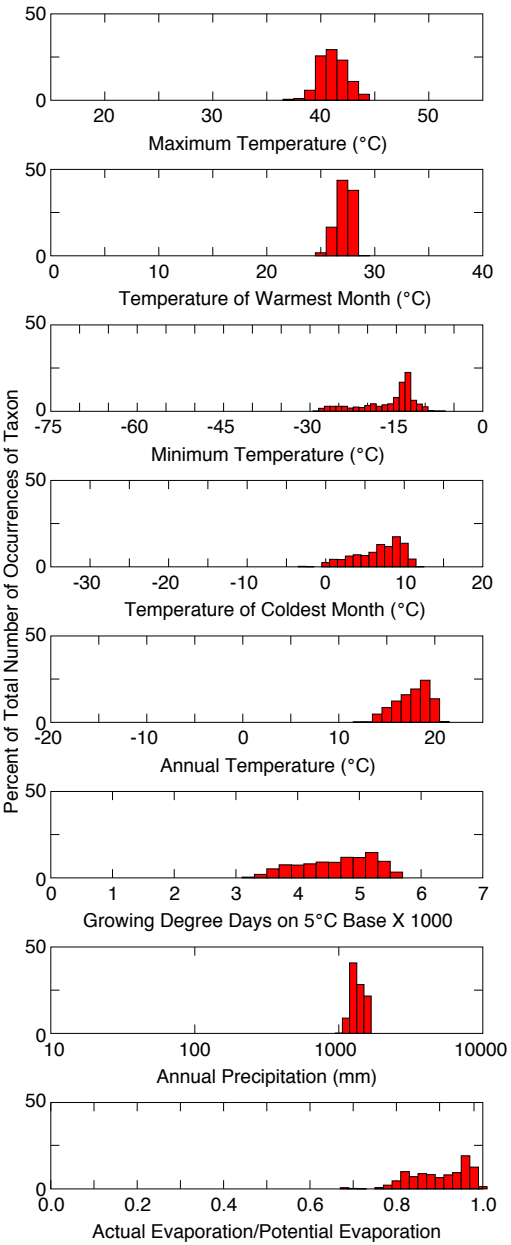 Percent of Total Number of Occurrences of Taxon
50
0
20 30 40 50
Maximum Temperature (°C)
50
0
0 10 20 30 40
Temperature of Warmest Month (°C)
50
0
-75 -60 -45 -30 -15 0
Minimum Temperature (°C)
50
0
-30 -20 -10 0 10 20
Temperature of Coldest Month (°C)
50
0
-20 -10 0 10 20
Annual Temperature (°C)
50
0
0 1 2 3 4 5 6 7
Growing Degree Days on 5°C Base X 1000
50
0
10 100 1000 10000
Annual Precipitation (mm)
50
0
0.0 0.2 0.4 0.6 0.8 1.0
Actual Evaporation/Potential Evaporation